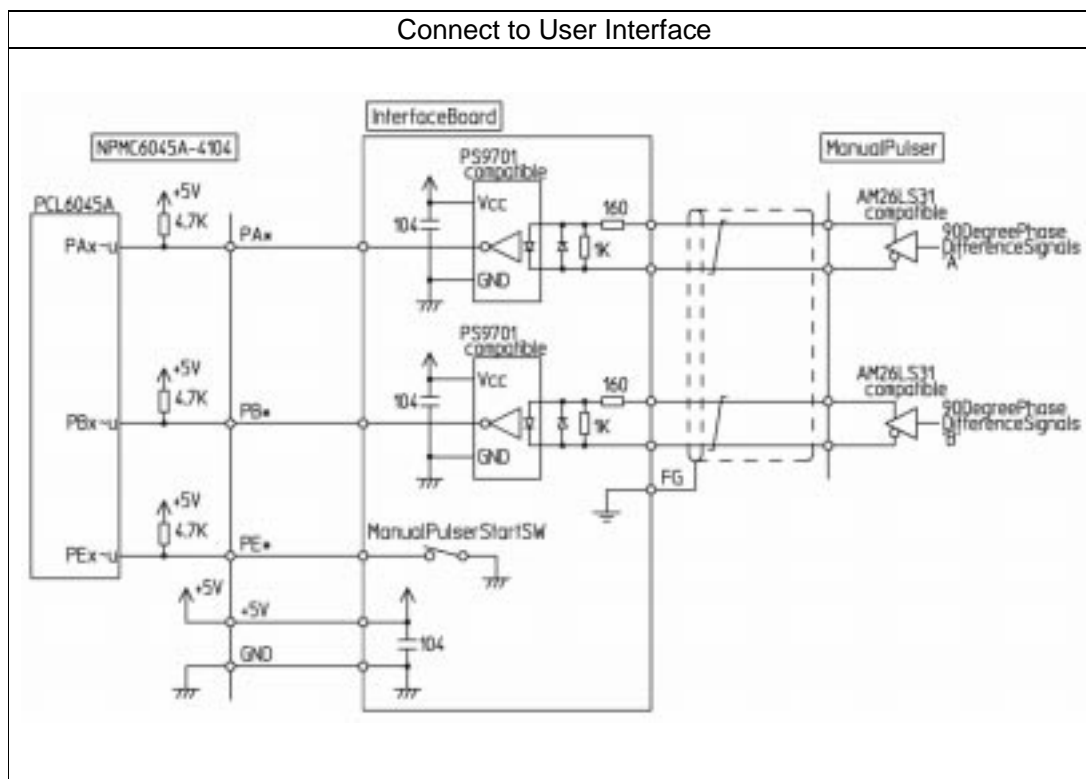 Connect to User Interface
InterfaceBoard
NPMC6045A-4104
ManualPulser
PS9701
compatible
AM26LS31
compatible
PCL6045A
+5V
4.7K
Vcc
104
160
1K
GND
PAx~u
PA*
90DegreePhase
DifferenceSignals
A
PS9701
compatible
AM26LS31
compatible
+5V
4.7K
Vcc
104
160
1K
GND
PBx~u
PB*
90DegreePhase
DifferenceSignals
B
FG
+5V
4.7K
ManualPulserStartSW
PEx~u
PE*
+5V
+5V
104
GND